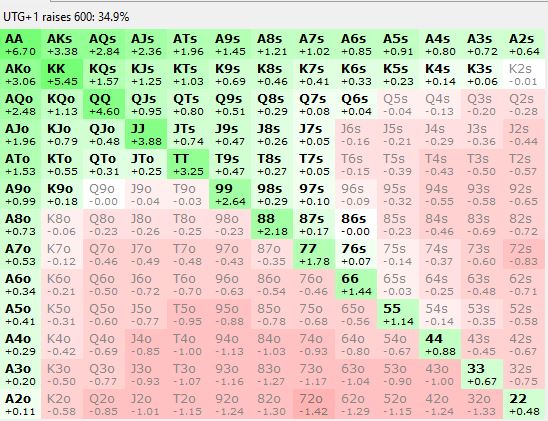 UTG+1 raises 600: 34.9%
AA AKs AQs AJs ATs A9s A8s A7s A6s A5s A4s A3s A2s
+6.70 +3.38 +2.84 +2.36 +1.96 +1.45 +1.21 +1.02 +0.85 +0.91 +0.80 +0.72 +0.64
AKo KK KQs KJs KTs K9s K8s K7s K6s K5s K4s K3s K2s
+3.06 +5.45 +1.57 +1.25 +1.03 +0.69 +0.46 +0.41 +0.33 +0.23 +0.14 +0.06 -0.01
AQo KQo QQ QJs QTs Q9s Q8s Q7s Q6s Q5s Q4s Q3s Q2s
+2.48 +1.13 +4.60 +0.95 +0.80 +0.51 +0.29 +0.08 +0.04 -0.04 -0.13 -0.20 -0.28
AJo KJo QJo JJ JTs J9s J8s J7s J6s J5s J4s J3s J2s
+1.96 +0.79 +0.48 +3.88 +0.74 +0.47 +0.26 +0.05 -0.16 -0.21 -0.29 -0.36 -0.44
ATo KTo QTo JTo TT T9s T8s T7s T6s T5s T4s T3s T2s
+1.53 +0.55 +0.31 +0.25 +3.25 +0.47 +0.27 +0.05 -0.15 -0.39 -0.43 -0.50 -0.57
A9o K9o Q9o J9o T9o 99 98s 97s 96s 95s 94s 93s 92s
+0.99 +0.18 -0.00 -0.04 -0.03 +2.64 +0.29 +0.10 -0.09 -0.32 -0.55 -0.58 -0.65
A8o K8o Q8o J8o T8o 98o 88 87s 86s 85s 84s 83s 82s
+0.73 -0.06 -0.23 -0.26 -0.25 -0.23 +2.18 +0.17 -0.00 -0.23 -0.46 -0.69 -0.72
A7o K7o Q7o J7o T7o 97o 87o 77 76s 75s 74s 73s 72s
+0.53 -0.12 -0.46 -0.49 -0.48 -0.43 -0.35 +1.78 +0.07 -0.14 -0.37 -0.60 -0.83
A6o K6o Q6o J6o T6o 96o 86o 76o 66 65s 64s 63s 62s
+0.34 -0.21 -0.50 -0.72 -0.70 -0.63 -0.54 -0.46 +1.44 -0.03 -0.25 -0.48 -0.71
A5o K5o Q5o J5o T5o 95o 85o 75o 65o 55 54s 53s 52s
+0.41 -0.31 -0.60 -0.77 -0.95 -0.88 -0.78 -0.68 -0.56 +1.14 -0.14 -0.35 -0.58
A4o K4o Q4o J4o T4o 94o 84o 74o 64o 54o 44 43s 42s
+0.29 -0.42 -0.69 -0.85 -1.00 -1.13 -1.03 -0.93 -0.80 -0.67 +0.88 -0.45 -0.67
A3o K3o Q3o J3o T3o 93o 83o 73o 63o 53o 43o 33 32s
+0.20 -0.50 -0.77 -0.93 -1.07 -1.16 -1.27 -1.17 -1.04 -0.90 -1.00 +0.67 -0.75
A2o K2o Q2o J2o T2o 92o 82o 72o 62o 52o 42o 32o 22
+0.11 -0.58 -0.85 -1.01 -1.15 -1.24 -1.30 -1.42 -1.29 -1.15 -1.24 -1.33 +0.48